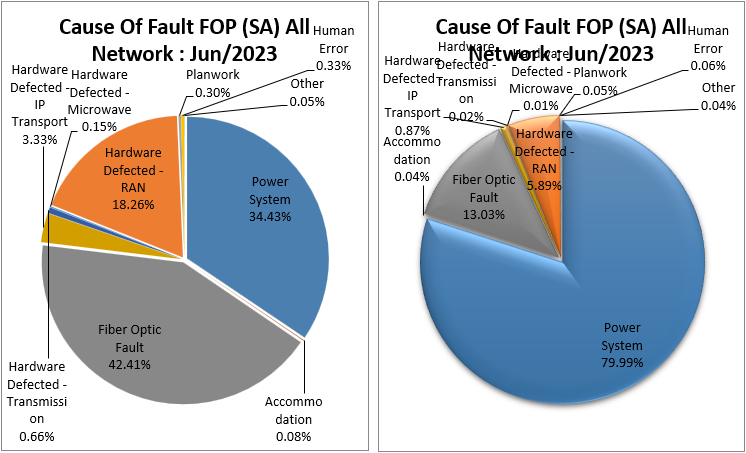 Cause Of Fault FOP (SA) All
Network : Jun/2023
Human
Error
0.33%
Planwork
0.30%
Other
0.05%
Hardware
Defected -
IP
Transport
3.33%
Hardware
Defected -
Microwave
0.15%
Hardware
Defected -
RAN
18.26%
Power
System
34.43%
Fiber Optic
Fault
42.41%
Hardware
Defected -
Transmissi
on
0.66%
Accommo
dation
0.08%
Cause Of Fault FOP (SA) All
Network : Jun/2023
Human
Error
0.06%
Hardware
Defected -
Transmissi
on
0.02%
Hardware
Defected -
Microwave
0.01%
Planwork
0.05%
Other
0.04%
Hardware
Defected -
IP
Transport
0.87%
Accommo
dation
0.04%
Hardware
Defected -
RAN
5.89%
Fiber Optic
Fault
13.03%
Power
System
79.99%